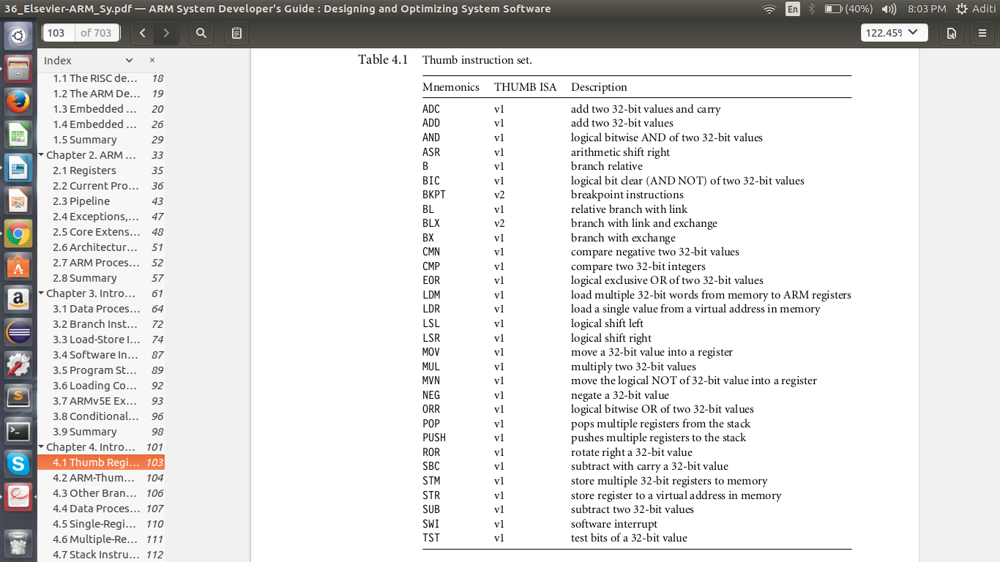 36_Elsevier-ARM_Sy.pdf — ARM System Developer's Guide : Designing and Optimizing System Software
En (40%) 8:03 PM Aditi
103 of 703
122.45%
Index
1.1 The RISC de... 18
1.2 The ARM De... 19
1.3 Embedded ... 20
1.4 Embedded ... 26
1.5 Summary 29
Chapter 2. ARM ... 33
2.1 Registers 35
2.2 Current Pro... 36
2.3 Pipeline 43
2.4 Exceptions,... 47
2.5 Core Extens... 48
2.6 Architectur... 51
2.7 ARM Proces... 52
2.8 Summary 57
Chapter 3. Intro... 61
3.1 Data Proces... 64
3.2 Branch Inst... 72
3.3 Load-Store I... 74
3.4 Software In... 87
3.5 Program St... 89
3.6 Loading Co... 92
3.7 ARMv5E Ex... 93
3.8 Conditional... 96
3.9 Summary 98
Chapter 4. Intro... 101
4.1 Thumb Regi... 103
4.2 ARM-Thum... 104
4.3 Other Bran... 106
4.4 Data Proces... 107
4.5 Single-Regi... 110
4.6 Multiple-Re... 111
4.7 Stack Instru... 112
Table 4.1 Thumb instruction set.
Mnemonics THUMB ISA Description
ADC v1 add two 32-bit values and carry
ADD v1 add two 32-bit values
AND v1 logical bitwise AND of two 32-bit values
ASR v1 arithmetic shift right
B v1 branch relative
BIC v1 logical bit clear (AND NOT) of two 32-bit values
BKPT v2 breakpoint instructions
BL v1 relative branch with link
BLX v2 branch with link and exchange
BX v1 branch with exchange
CMN v1 compare negative two 32-bit values
CMP v1 compare two 32-bit integers
EOR v1 logical exclusive OR of two 32-bit values
LDM v1 load multiple 32-bit words from memory to ARM registers
LDR v1 load a single value from a virtual address in memory
LSL v1 logical shift left
LSR v1 logical shift right
MOV v1 move a 32-bit value into a register
MUL v1 multiply two 32-bit values
MVN v1 move the logical NOT of 32-bit value into a register
NEG v1 negate a 32-bit value
ORR v1 logical bitwise OR of two 32-bit values
POP v1 pops multiple registers from the stack
PUSH v1 pushes multiple registers to the stack
ROR v1 rotate right a 32-bit value
SBC v1 subtract with carry a 32-bit value
STM v1 store multiple 32-bit registers to memory
STR v1 store register to a virtual address in memory
SUB v1 subtract two 32-bit values
SWI v1 software interrupt
TST v1 test bits of a 32-bit value